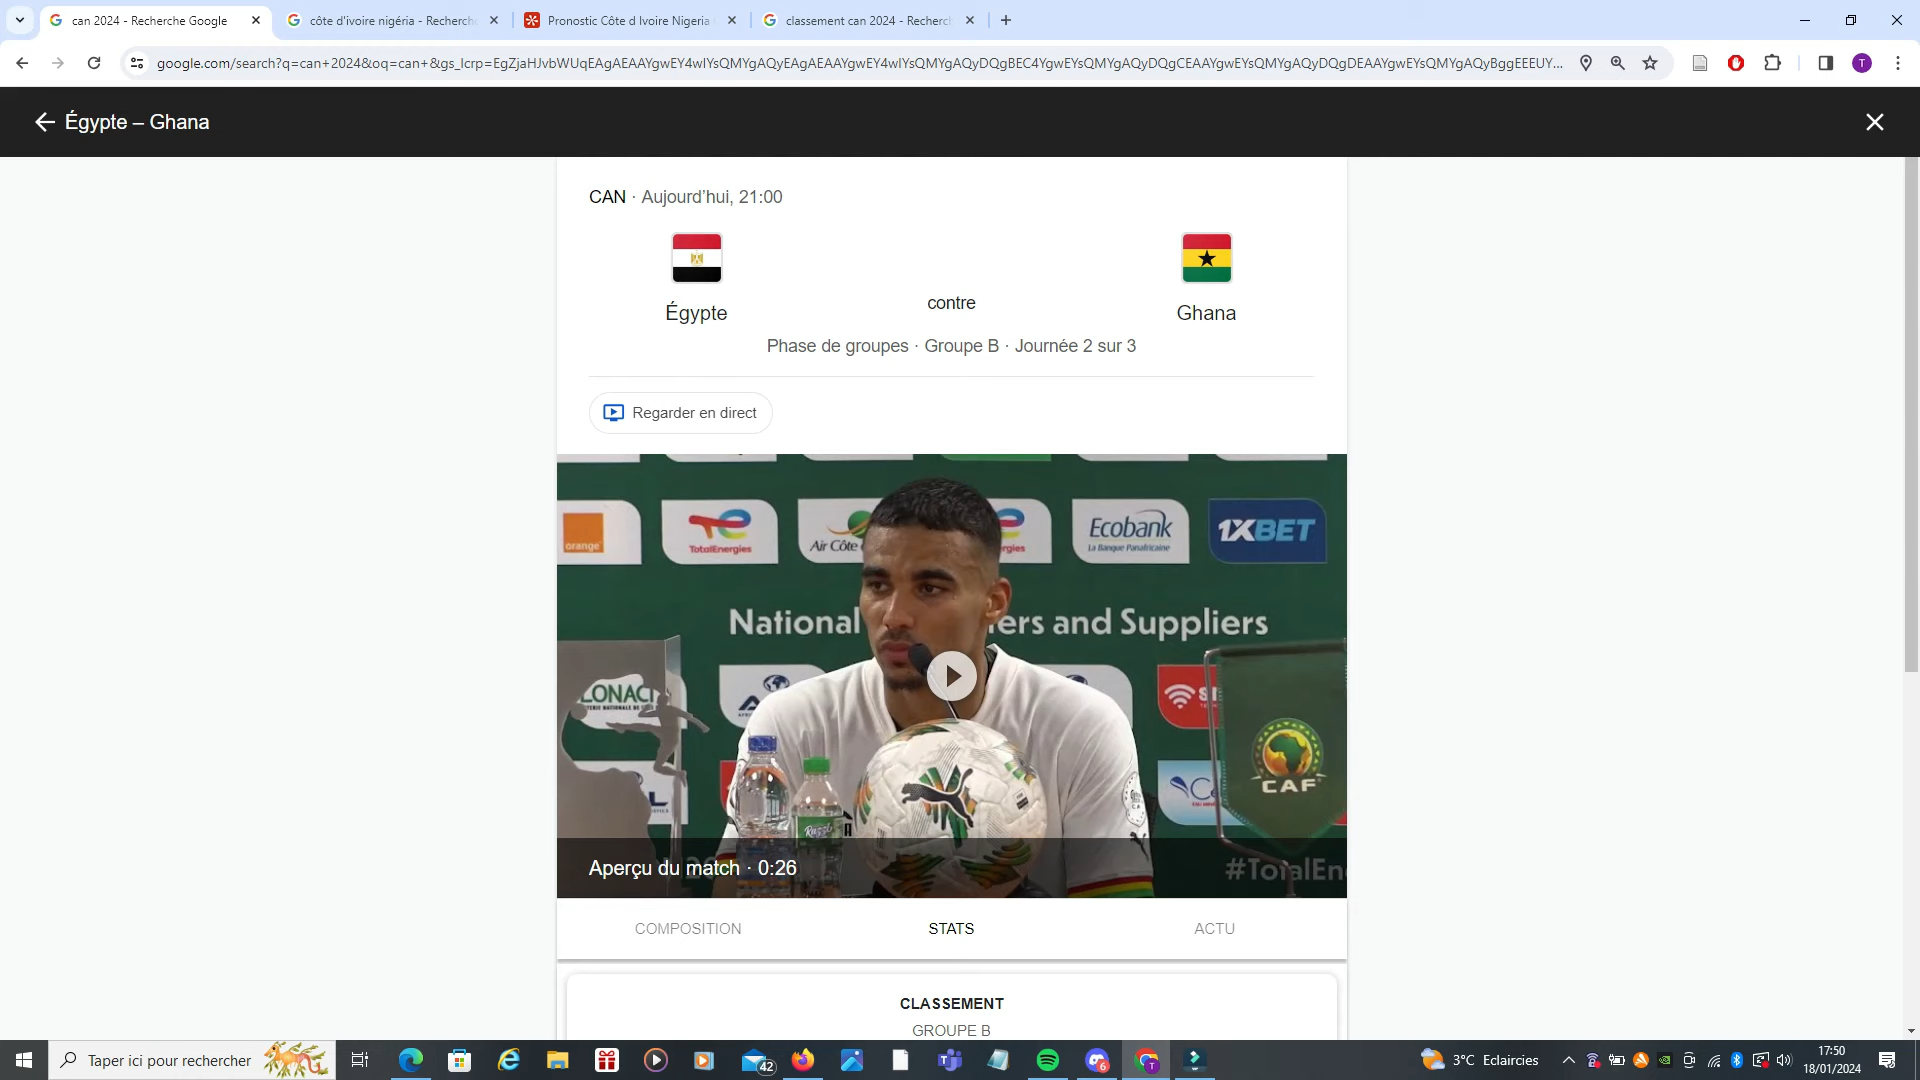 can 2024 - Recherche Google
côte d'ivoire nigéria - Recherche
Pronostic Côte d Ivoire Nigeria
classement can 2024 - Recherch
google.com/search?q=can+2024&oq=can+&gs_lcrp=EgZjaHJvbWUqEAgAEAAYgwEY4wIYsQMYgAQyEAgAEAAYgwEY4wIYsQMYgAQyDQgBEC4YgwEYsQMYgAQyDQgCEAAYgwEYsQMYgAQyDQgDEAAYgwEYsQMYgAQyBggEEEUY...
T
Égypte – Ghana
CAN · Aujourd'hui, 21:00
Égypte
contre
Ghana
Phase de groupes · Groupe B · Journée 2 sur 3
Regarder en direct
orange
TotalEnergies
Air Côte
rgies
Ecobank
La Banque Panafricaine
1XBET
National
ers and Suppliers
LONACI
CAF
Aperçu du match · 0:26
#TotalEn
COMPOSITION
STATS
ACTU
CLASSEMENT
GROUPE B
Taper ici pour rechercher
42
6
T
3°C Eclaircies
17:50
18/01/2024